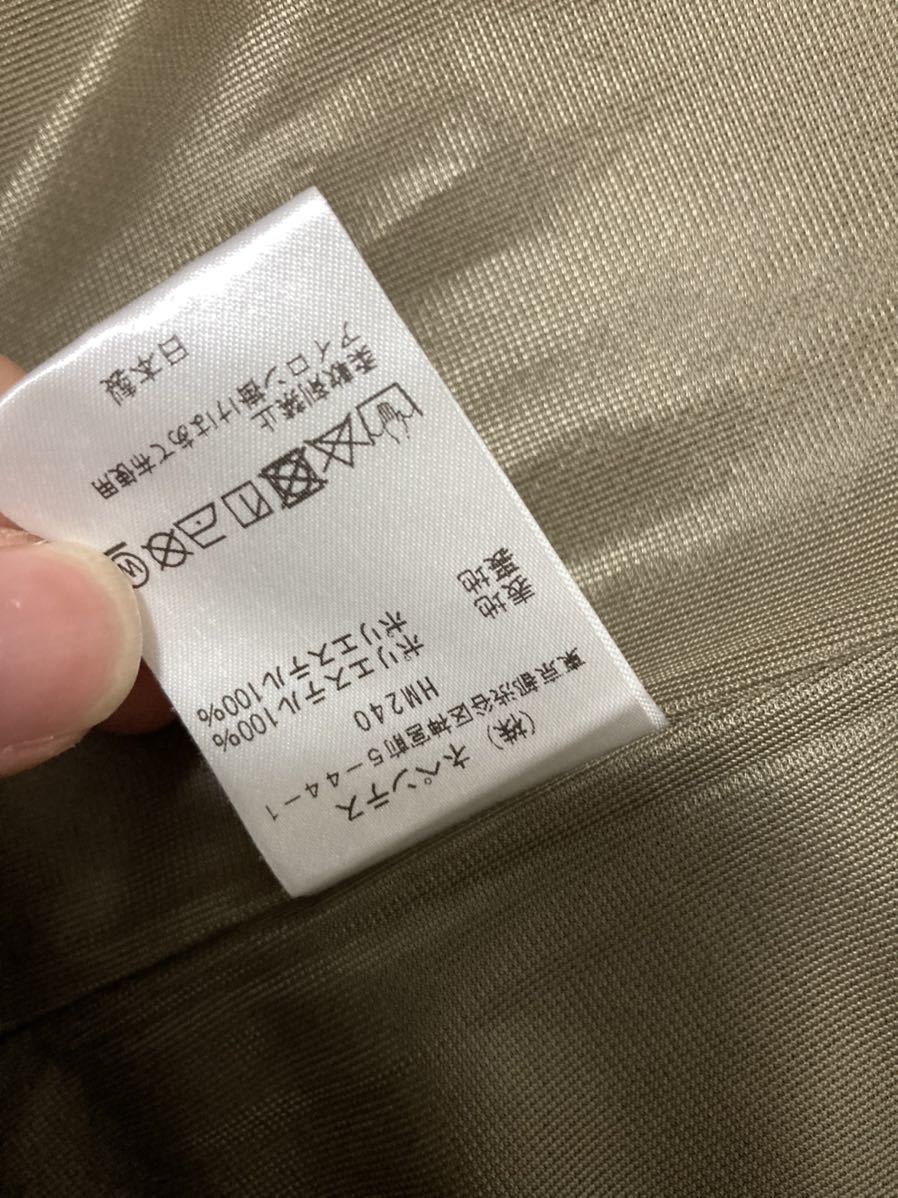 (株) ネペンテス
東京都渋谷区神宮前5-44-1
HM240
表地 ポリエステル100%
裏地 ポリエステル100%
W
柔軟剤禁止
アイロン掛けはあて布使用
日本製